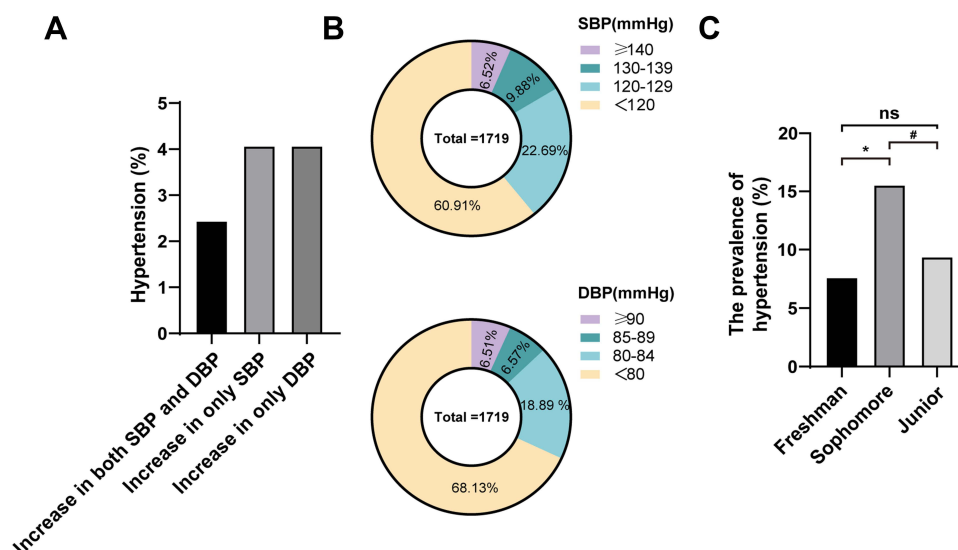 A
Hypertension (%)
5
4
3
2
1
0
Increase in both SBP and DBP
Increase in only SBP
Increase in only DBP
B
SBP(mmHg)
⩾140
130-139
120-129
<120
6.52%
9.88%
22.69%
60.91%
Total =1719
DBP(mmHg)
⩾90
85-89
80-84
<80
6.51%
6.57%
18.89 %
68.13%
Total =1719
C
The prevalence of
hypertension (%)
20
15
10
5
0
ns
*
#
Freshman
Sophomore
Junior